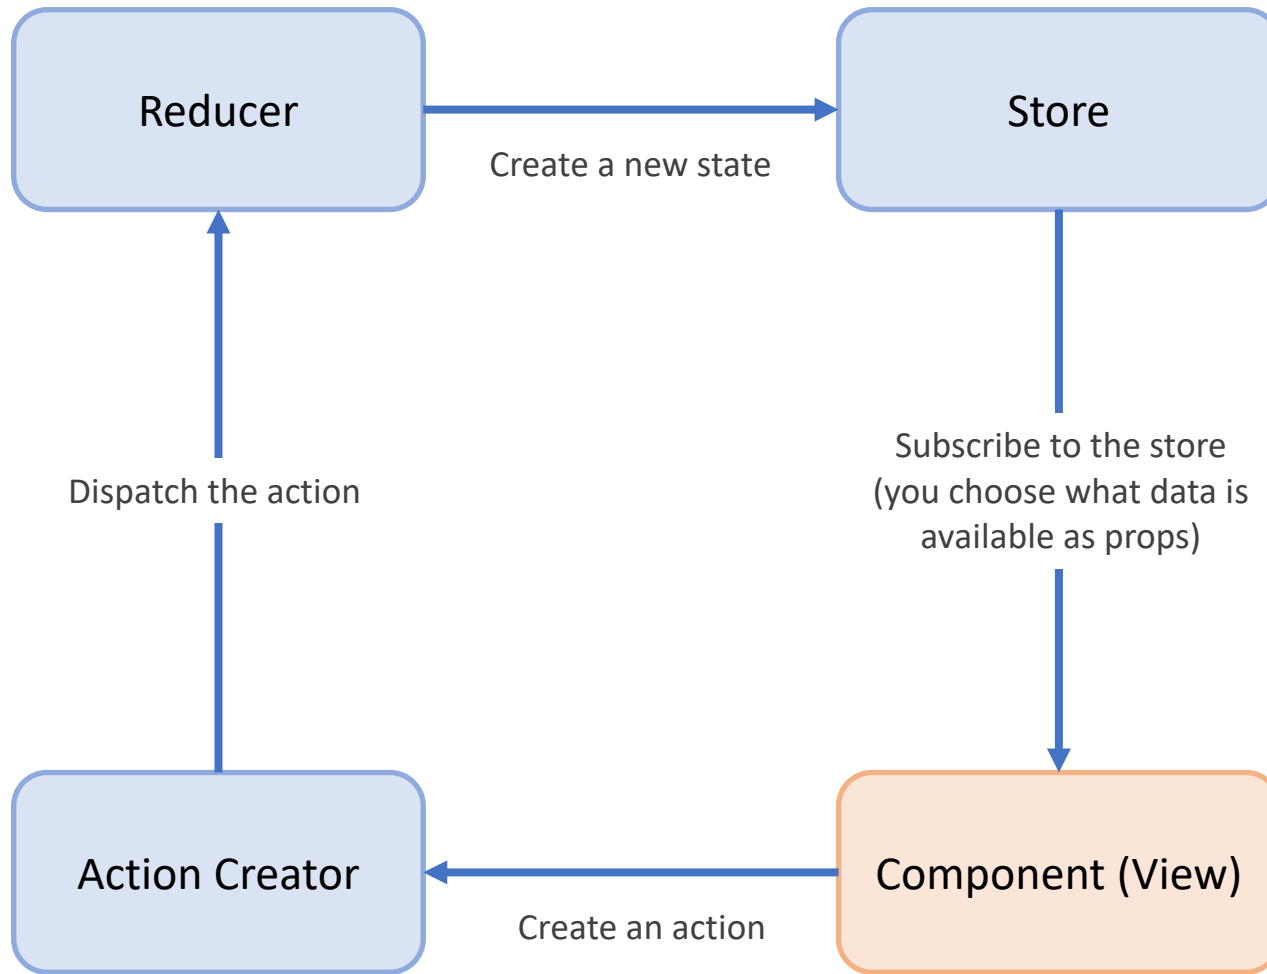 Reducer
Store
Create a new state
Subscribe to the store
(you choose what data is
available as props)
Dispatch the action
Action Creator
Component (View)
Create an action